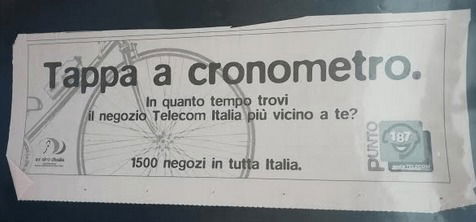 Tappa a cronometro.
In quanto tempo trovi
il negozio Telecom Italia più vicino a te?
1500 negozi in tutta Italia.
PUNTO
187